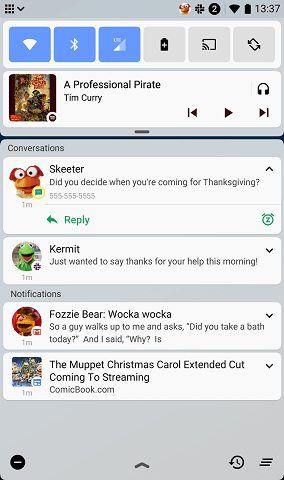 2 13:37
LTE
A Professional Pirate
Tim Curry
Conversations
Skeeter
Did you decide when you're coming for Thanksgiving?
555-555-5555
1m
Reply
Kermit
Just wanted to say thanks for your help this morning!
1m
Notifications
Fozzie Bear: Wocka wocka
So a guy walks up to me and asks, "Did you take a bath
today?" And I said, "Why? Is
1m
The Muppet Christmas Carol Extended Cut
Coming To Streaming
ComicBook.com
1m